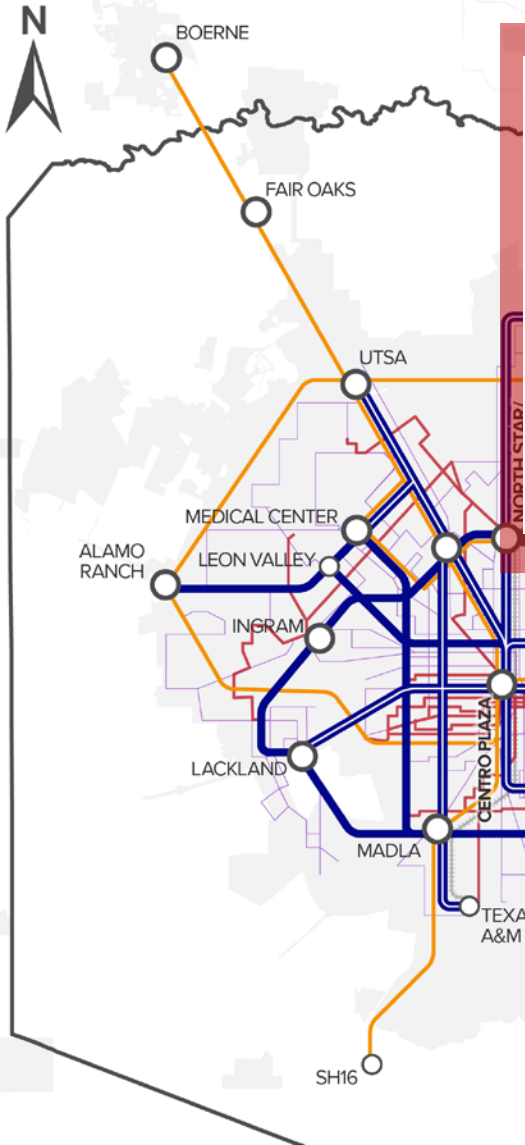 N
BOERNE
FAIR OAKS
UTSA
NORTH STAR/
MEDICAL CENTER
LEON VALLEY
ALAMO
RANCH
INGRAM
CENTRO PLAZA
LACKLAND
MADLA
TEXA
A&M
SH16